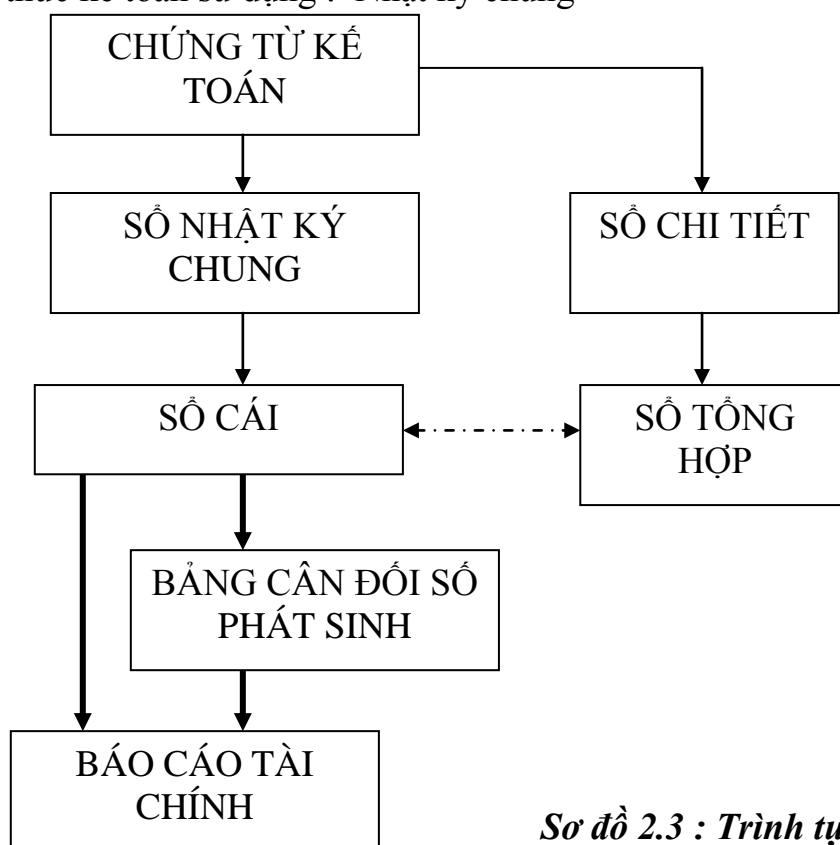 thức kế toán sử dụng : Nhật ký chung
CHỨNG TỪ KẾ
TOÁN
SỔ NHẬT KÝ
CHUNG
SỔ CHI TIẾT
SỔ CÁI
SỔ TỔNG
HỢP
BẢNG CÂN ĐỐI SỐ
PHÁT SINH
BÁO CÁO TÀI
CHÍNH
Sơ đồ 2.3 : Trình tự